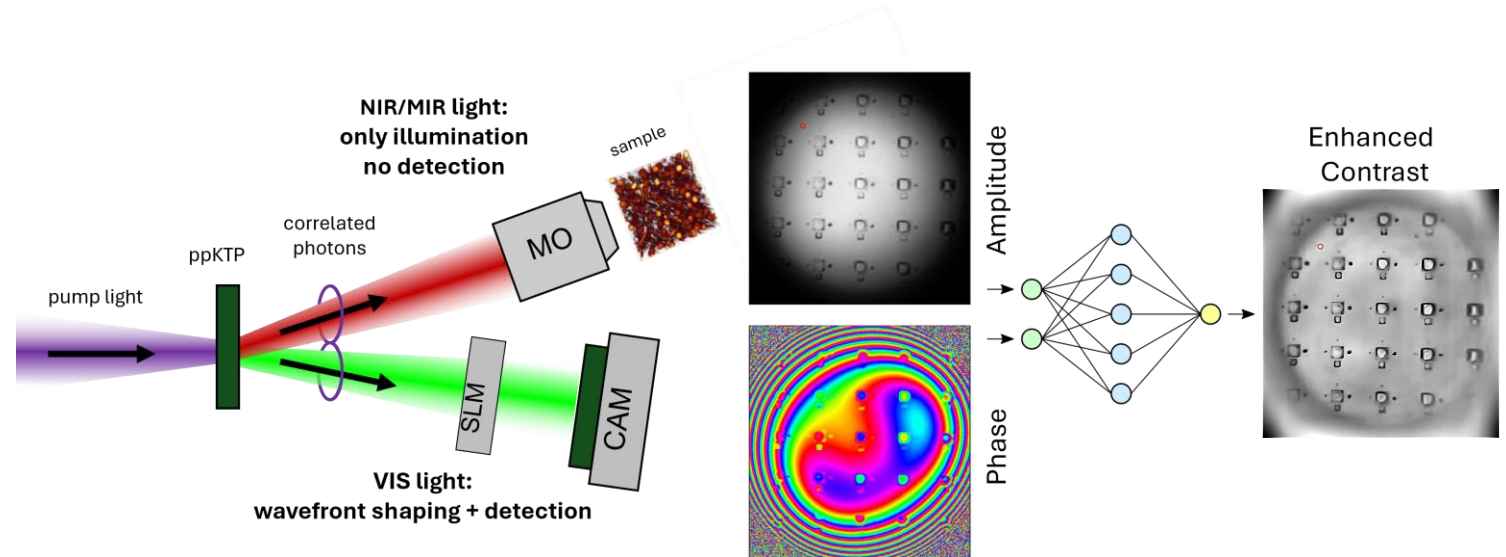 NIR/MIR light:
only illumination
no detection
sample
correlated
photons
MO
ppKTP
pump light
SLM
CAM
VIS light:
wavefront shaping + detection
Amplitude
Phase
Enhanced
Contrast